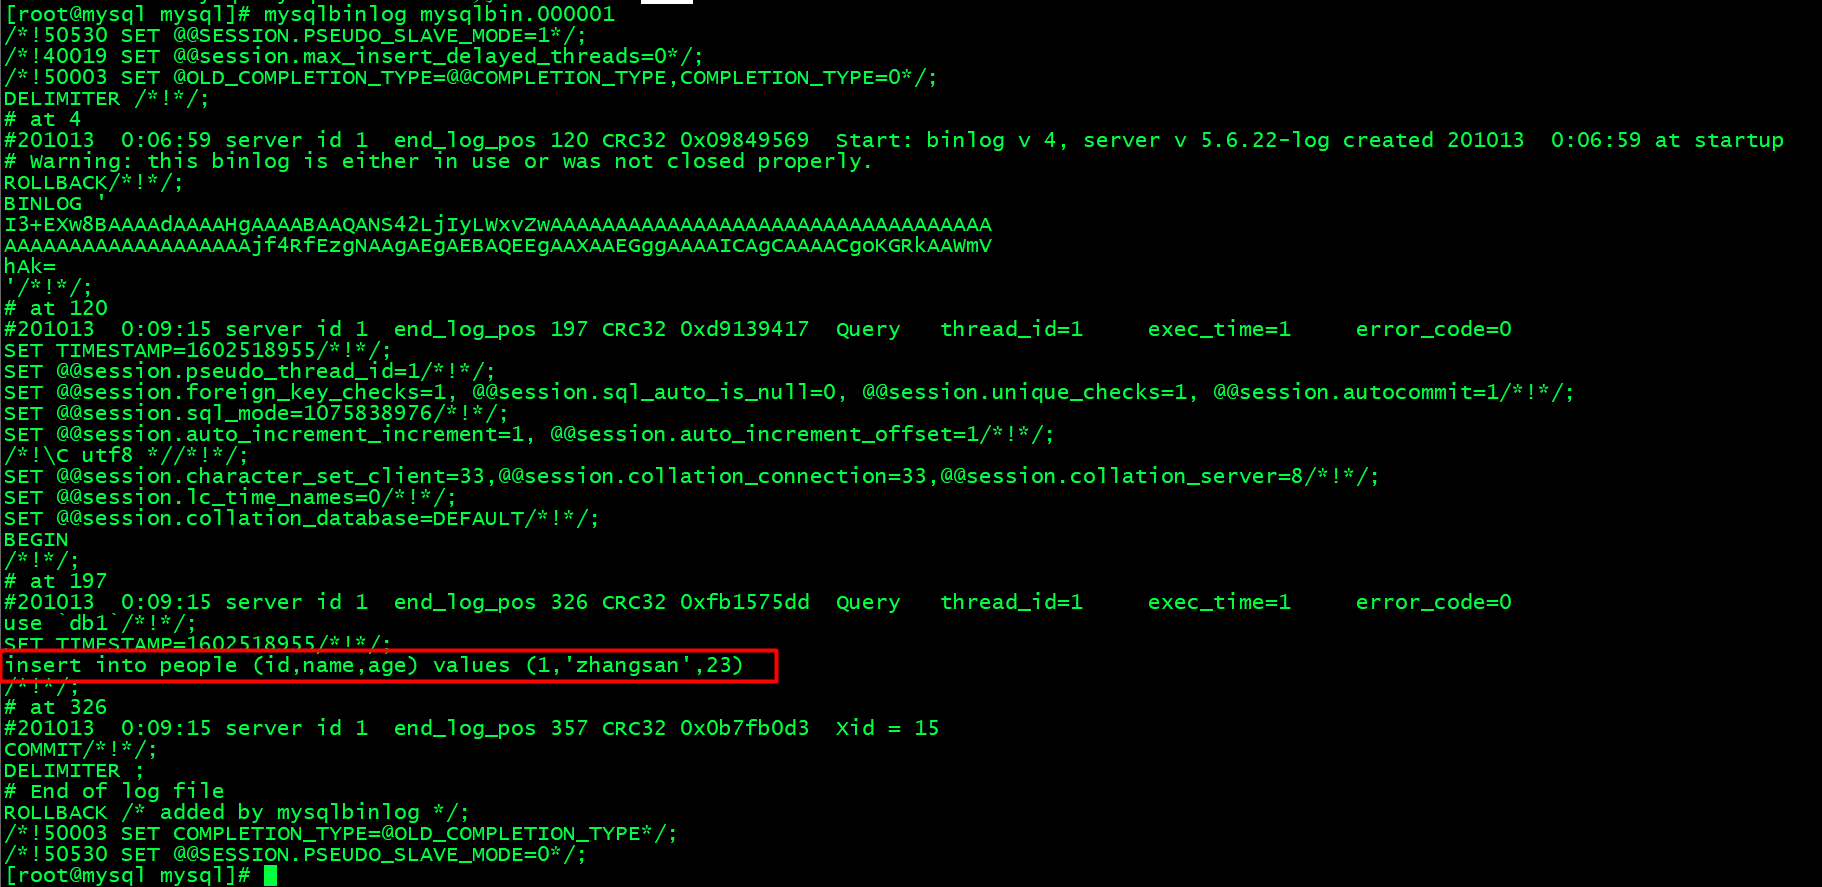 [root@mysql mysql]# mysqlbinlog mysqlbin.000001
/*!50530 SET @@SESSION.PSEUDO_SLAVE_MODE=1*/;
/*!40019 SET @@session.max_insert_delayed_threads=0*/;
/*!50003 SET @OLD_COMPLETION_TYPE=@@COMPLETION_TYPE,COMPLETION_TYPE=0*/;
DELIMITER /*!*/;
# at 4
#201013  0:06:59 server id 1  end_log_pos 120 CRC32 0x09849569  Start: binlog v 4, server v 5.6.22-log created 201013  0:06:59 at startup
# Warning: this binlog is either in use or was not closed properly.
ROLLBACK/*!*/;
BINLOG '
I3+EXw8BAAAAdAAAAHgAAAABAAQANS42LjIyLWxvZwAAAAAAAAAAAAAAAAAAAAAAAAAAAAAAAAAA
AAAAAAAAAAAAAAAAAAAjf4RfEzgNAAgAEgAEBAQEEgAAXAAEGggAAAAICAgCAAAACgoKGRkAAWmV
hAk=
'/*!*/;
# at 120
#201013  0:09:15 server id 1  end_log_pos 197 CRC32 0xd9139417  Query   thread_id=1     exec_time=1     error_code=0
SET TIMESTAMP=1602518955/*!*/;
SET @@session.pseudo_thread_id=1/*!*/;
SET @@session.foreign_key_checks=1, @@session.sql_auto_is_null=0, @@session.unique_checks=1, @@session.autocommit=1/*!*/;
SET @@session.sql_mode=1075838976/*!*/;
SET @@session.auto_increment_increment=1, @@session.auto_increment_offset=1/*!*/;
/*!\C utf8 *//*!*/;
SET @@session.character_set_client=33,@@session.collation_connection=33,@@session.collation_server=8/*!*/;
SET @@session.lc_time_names=0/*!*/;
SET @@session.collation_database=DEFAULT/*!*/;
BEGIN
/*!*/;
# at 197
#201013  0:09:15 server id 1  end_log_pos 326 CRC32 0xfb1575dd  Query   thread_id=1     exec_time=1     error_code=0
use `db1`/*!*/;
SET TIMESTAMP=1602518955/*!*/;
insert into people (id,name,age) values (1,'zhangsan',23)
/*!*/;
# at 326
#201013  0:09:15 server id 1  end_log_pos 357 CRC32 0x0b7fb0d3  Xid = 15
COMMIT/*!*/;
DELIMITER ;
# End of log file
ROLLBACK /* added by mysqlbinlog */;
/*!50003 SET COMPLETION_TYPE=@OLD_COMPLETION_TYPE*/;
/*!50530 SET @@SESSION.PSEUDO_SLAVE_MODE=0*/;
[root@mysql mysql]#